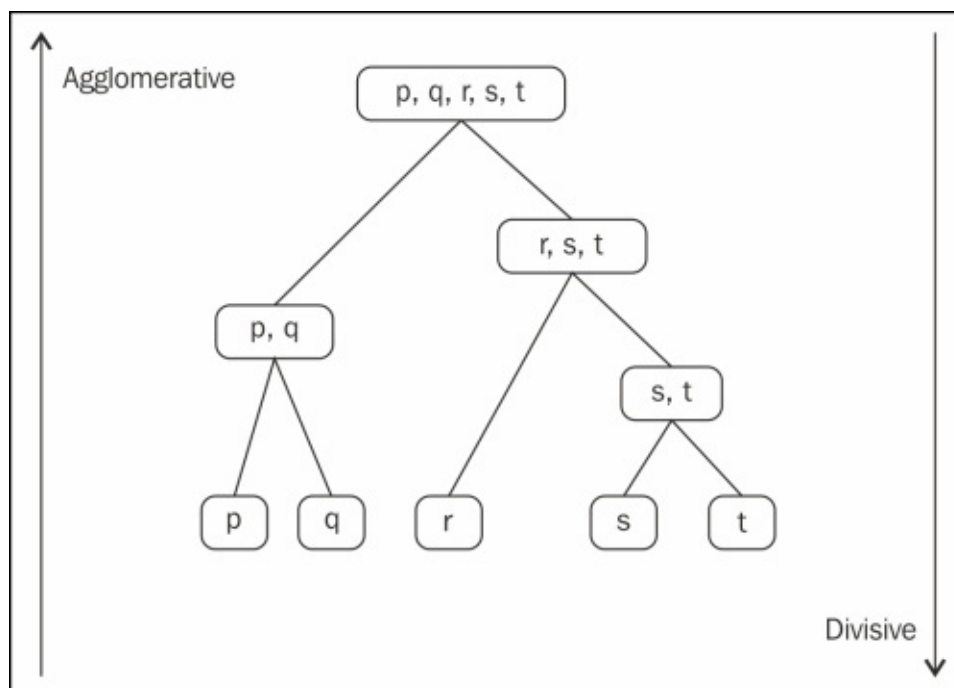 Agglomerative
p, q, r, s, t
r, s, t
p, q
s, t
p
q
r
s
t
Divisive